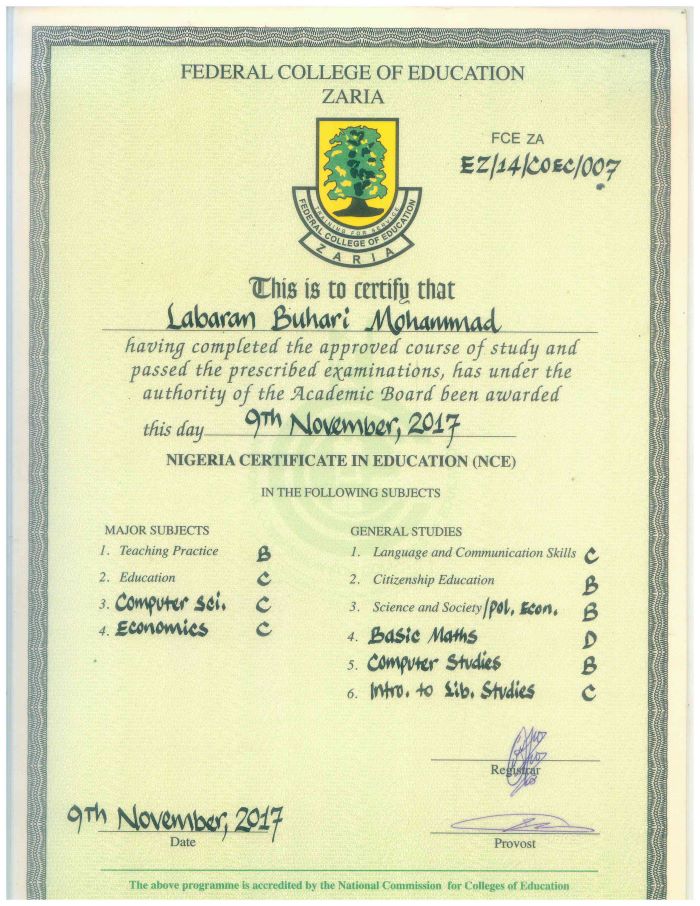 FEDERAL COLLEGE OF EDUCATION
ZARIA
FCE ZA
EZ/14/COEC/007
TRAINING FOR SERVICE
FEDERAL COLLEGE OF EDUCATION
ZARIA
This is to certify that
Labaran Buhari Mohammad
having completed the approved course of study and
passed the prescribed examinations, has under the
authority of the Academic Board been awarded
this day 9th November, 2017
NIGERIA CERTIFICATE IN EDUCATION (NCE)
IN THE FOLLOWING SUBJECTS
MAJOR SUBJECTS
1. Teaching Practice B
2. Education C
3. Computer Sci. C
4. Economics C
GENERAL STUDIES
1. Language and Communication Skills C
2. Citizenship Education B
3. Science and Society/Pol. Econ. B
4. Basic Maths D
5. Computer Studies B
6. Intro. to Lib. Studies C
Registrar
9th November, 2017
Date
Provost
The above programme is accredited by the National Commission for Colleges of Education